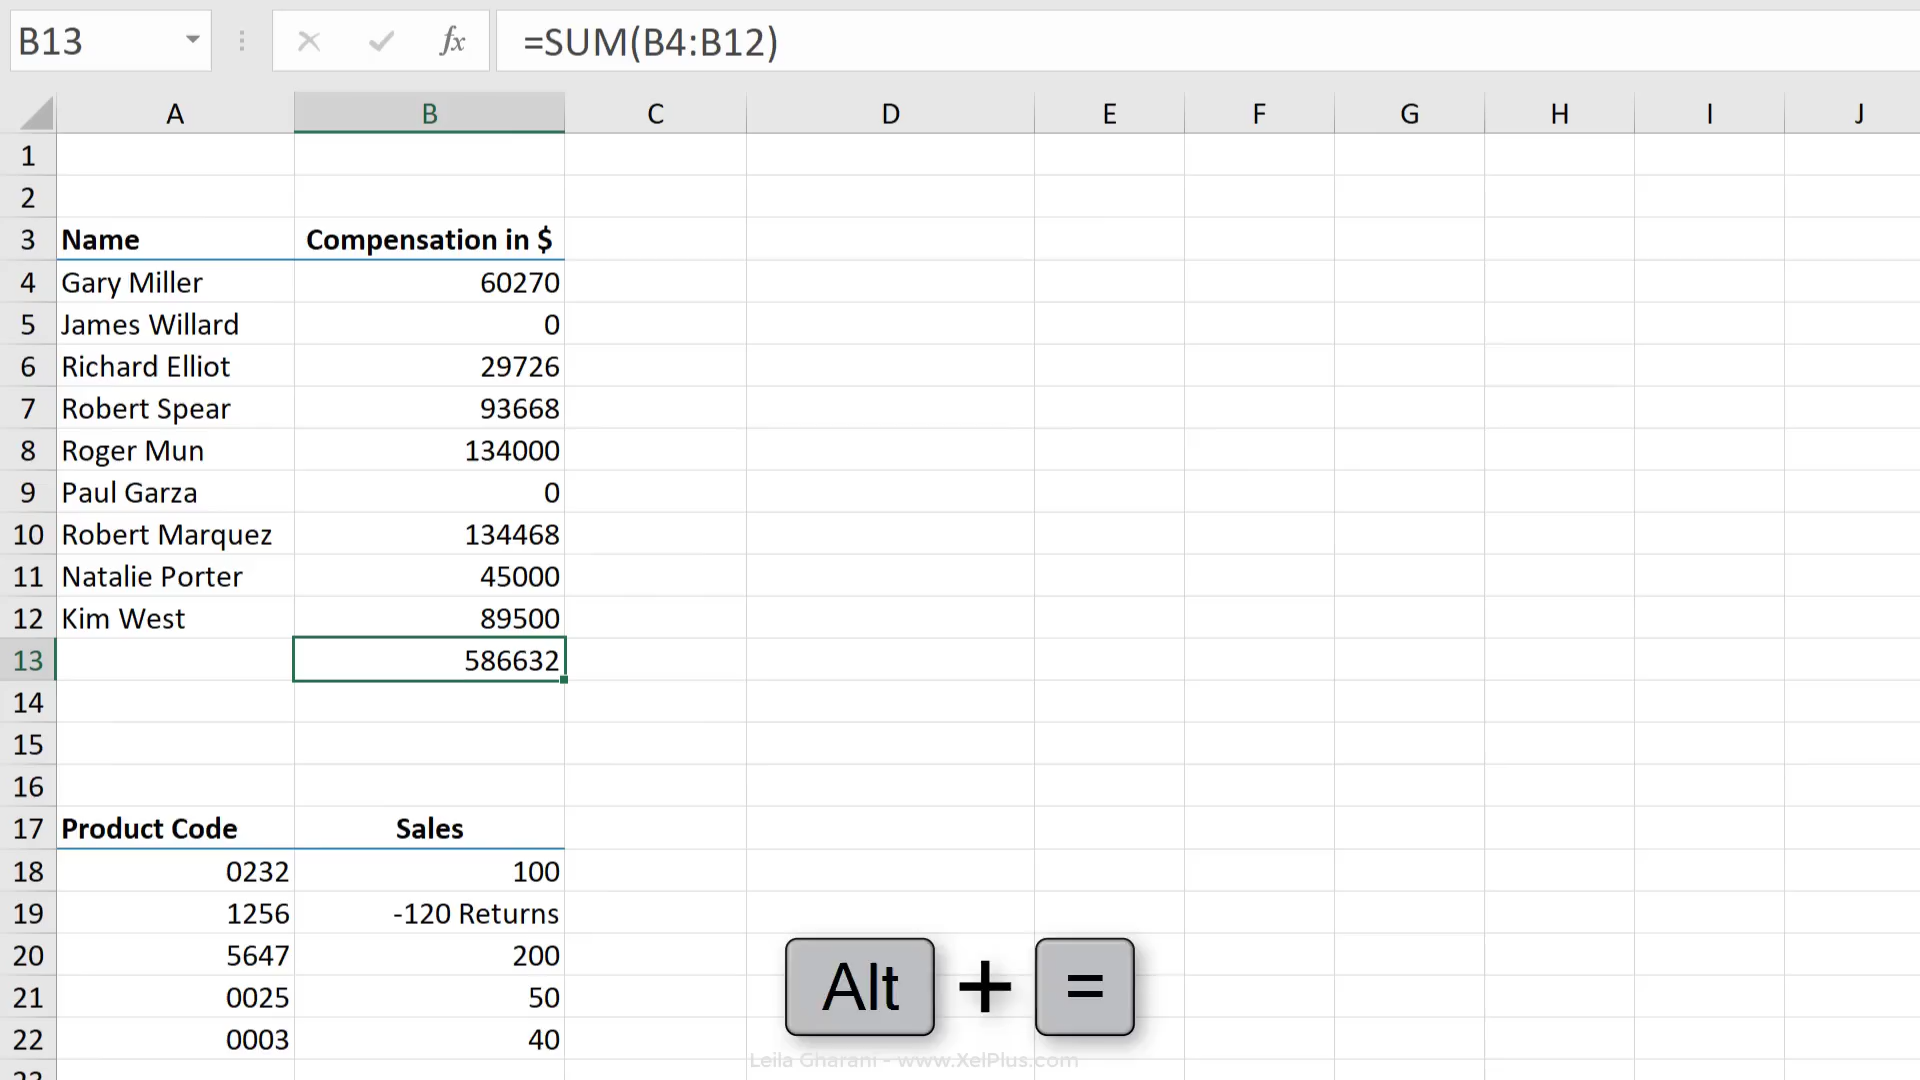 B13 fx =SUM(B4:B12)
A B C D E F G H I J
1
2
3 Name Compensation in $
4 Gary Miller 60270
5 James Willard 0
6 Richard Elliot 29726
7 Robert Spear 93668
8 Roger Mun 134000
9 Paul Garza 0
10 Robert Marquez 134468
11 Natalie Porter 45000
12 Kim West 89500
13 586632
14
15
16
17 Product Code Sales
18 0232 100
19 1256 -120 Returns
20 5647 200
21 0025 50
22 0003 40
Alt + =
Leila Gharani - www.XelPlus.com
23